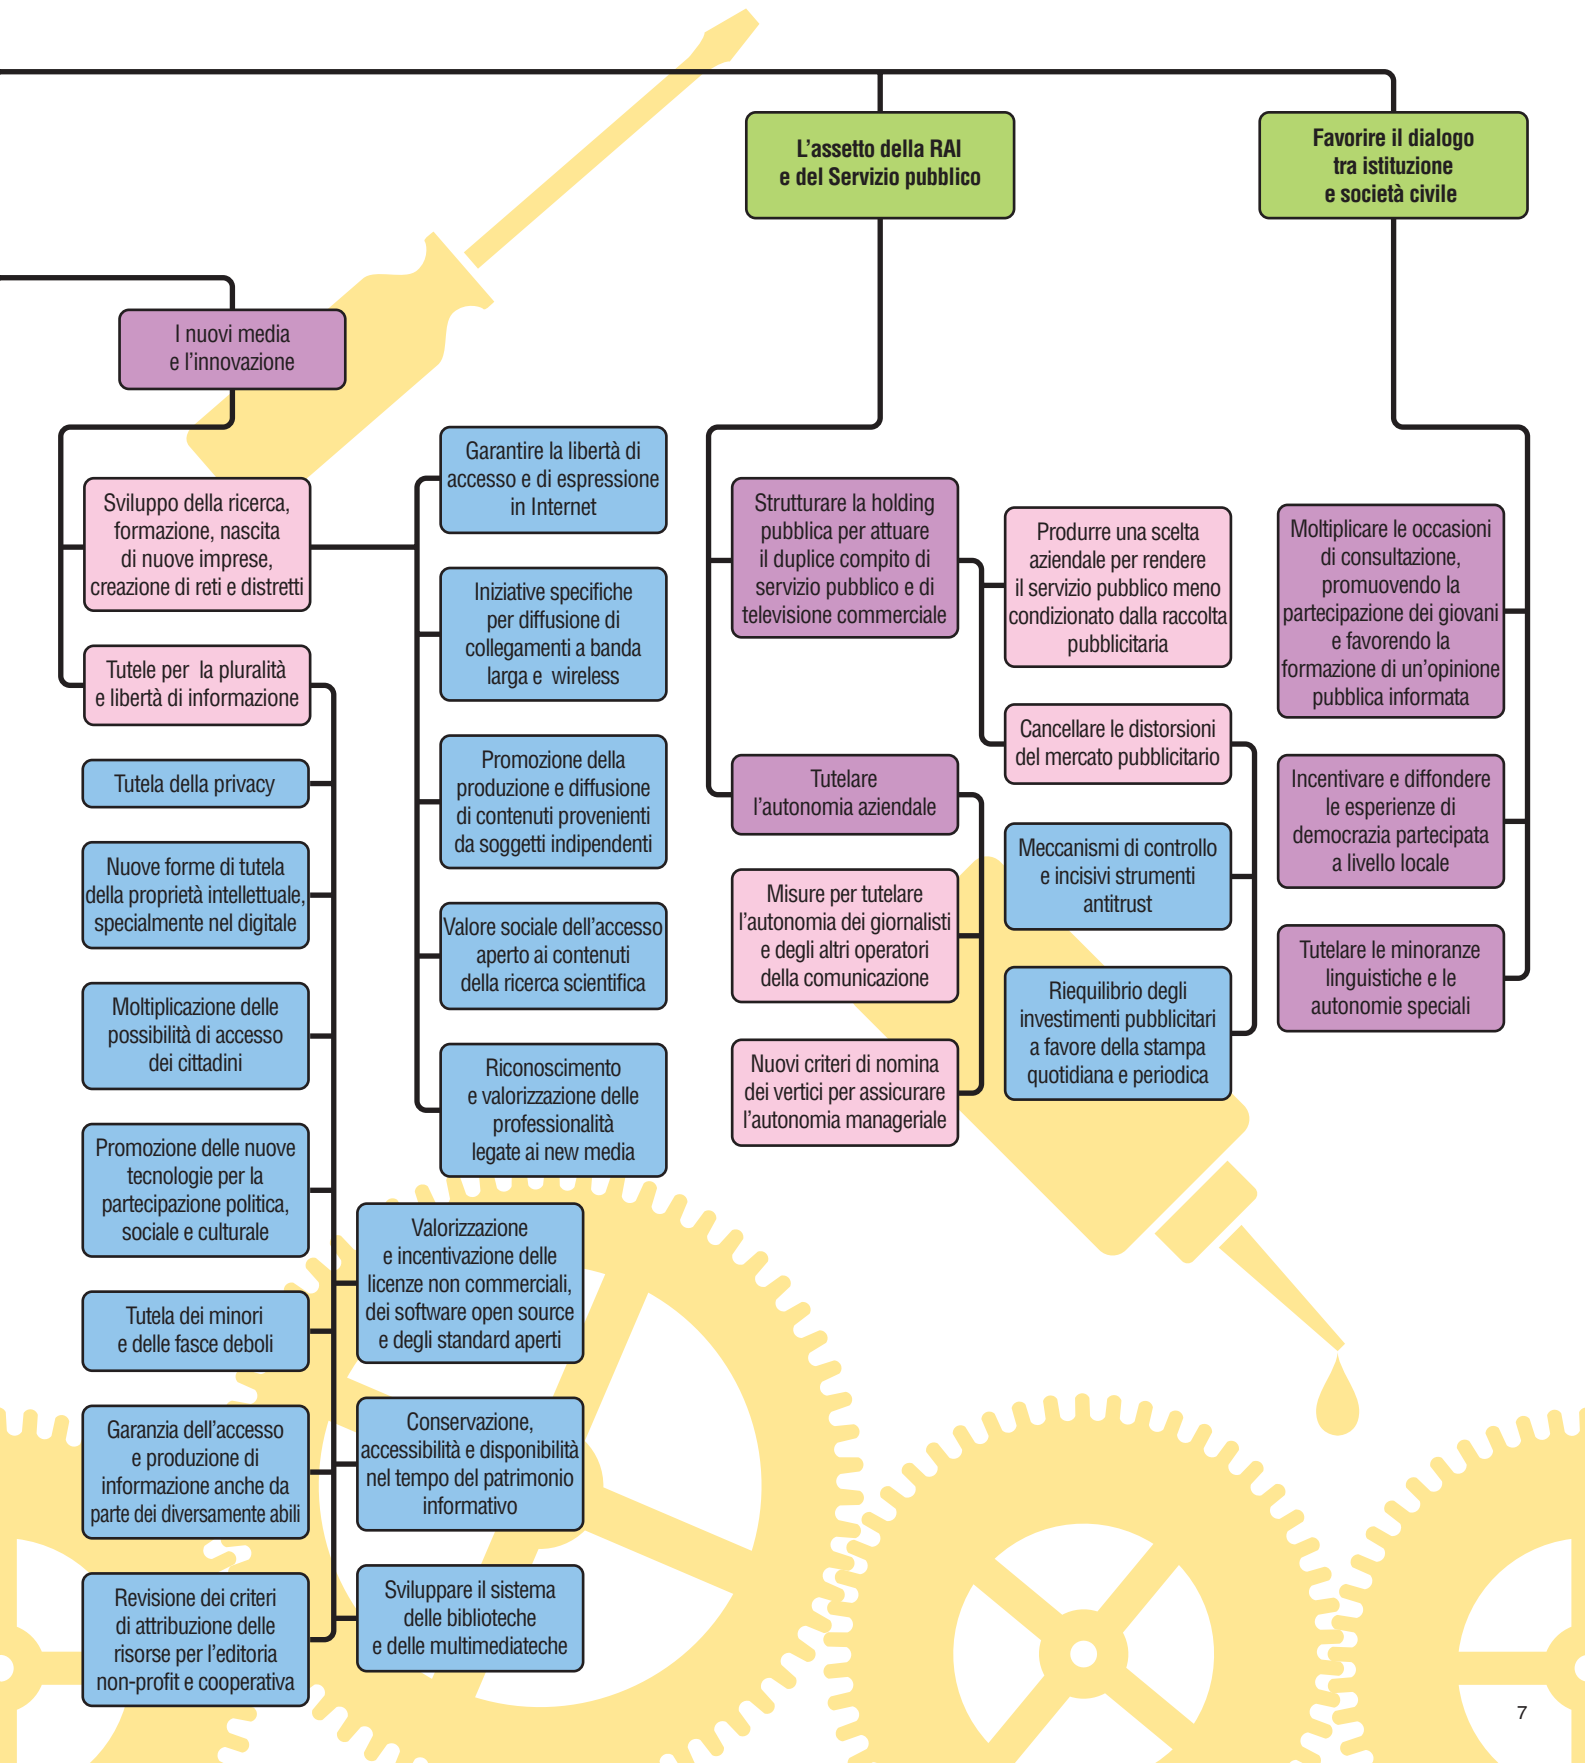 L'assetto della RAI
e del Servizio pubblico
Favorire il dialogo
tra istituzione
e società civile
I nuovi media
e l'innovazione
Sviluppo della ricerca,
formazione, nascita
di nuove imprese,
creazione di reti e distretti
Tutele per  la pluralità
e libertà di informazione
Tutela della privacy
Nuove forme di tutela
della proprietà intellettuale,
specialmente nel digitale
Moltiplicazione delle
possibilità di accesso
dei cittadini
Promozione delle nuove
tecnologie per la
partecipazione politica,
sociale e culturale
Tutela dei minori
e delle fasce deboli
Garanzia dell'accesso
e produzione di
informazione anche da
parte dei diversamente abili
Revisione dei criteri
di attribuzione delle
risorse per l'editoria
non-profit e cooperativa
Garantire la libertà di
accesso e di espressione
in Internet
Iniziative specifiche
per diffusione di
collegamenti a banda
larga e  wireless
Promozione della
produzione e diffusione
di contenuti provenienti
da soggetti indipendenti
Valore sociale dell'accesso
aperto ai contenuti
della ricerca scientifica
Riconoscimento
e valorizzazione delle
professionalità
legate ai new media
Valorizzazione
e incentivazione delle
licenze non commerciali,
dei software open source
e degli standard aperti
Conservazione,
accessibilità e disponibilità
nel tempo del patrimonio
informativo
Sviluppare il sistema
delle biblioteche
e delle multimediateche
Strutturare la holding
pubblica per attuare
il duplice compito di
servizio pubblico e di
televisione commerciale
Tutelare
l'autonomia aziendale
Misure per tutelare
l'autonomia dei giornalisti
e degli altri operatori
della comunicazione
Nuovi criteri di nomina
dei vertici per assicurare
l'autonomia manageriale
Produrre una scelta
aziendale per rendere
il servizio pubblico meno
condizionato dalla raccolta
pubblicitaria
Cancellare le distorsioni
del mercato pubblicitario
Meccanismi di controllo
e incisivi strumenti
antitrust
Riequilibrio degli
investimenti pubblicitari
a favore della stampa
quotidiana e periodica
Moltiplicare le occasioni
di consultazione,
promuovendo la
partecipazione dei giovani
e favorendo la
formazione di un'opinione
pubblica informata
Incentivare e diffondere
le esperienze di
democrazia partecipata
a livello locale
Tutelare le minoranze
linguistiche e le
autonomie speciali
7